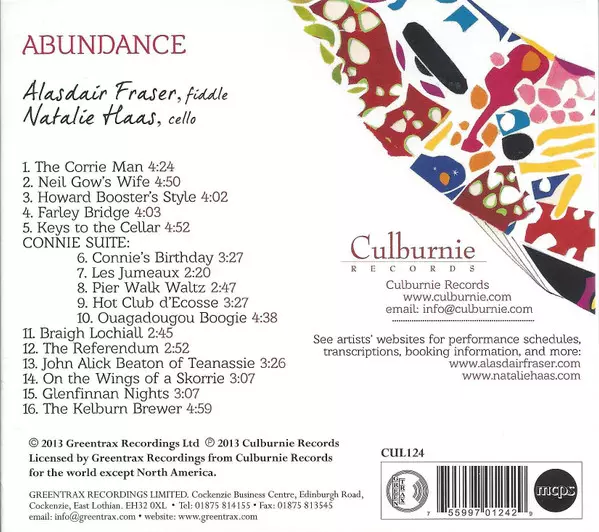 ABUNDANCE
Alasdair Fraser, fiddle
Natalie Haas, cello
1. The Corrie Man 4:24
2. Neil Gow's Wife 4:50
3. Howard Booster's Style 4:02
4. Farley Bridge 4:03
5. Keys to the Cellar 4:52
CONNIE SUITE:
6. Connie's Birthday 3:27
7. Les Jumeaux 2:20
8. Pier Walk Waltz 2:47
9. Hot Club d'Ecosse 3:27
10. Ouagadougou Boogie 4:38
11. Braigh Lochiall 2:45
12. The Referendum 2:52
13. John Alick Beaton of Teanassie 3:26
14. On the Wings of a Skorrie 3:07
15. Glenfinnan Nights 3:07
16. The Kelburn Brewer 4:59
Culburnie
RECORDS
Culburnie Records
www.culburnie.com
email: info@culburnie.com
See artists' websites for performance schedules,
transcriptions, booking information, and more:
www.alasdairfraser.com
www.nataliehaas.com
© 2013 Greentrax Recordings Ltd ℗ 2013 Culburnie Records
Licensed by Greentrax Recordings from Culburnie Records
for the world except North America.
GREENTRAX RECORDINGS LIMITED. Cockenzie Business Centre, Edinburgh Road,
Cockenzie, East Lothian. EH32 0XL • Tel: 01875 814155 • Fax: 01875 813545
email: info@greentrax.com • website: www.greentrax.com
CUL124
GREEN TRAX
7 55997 01242 9
mcps